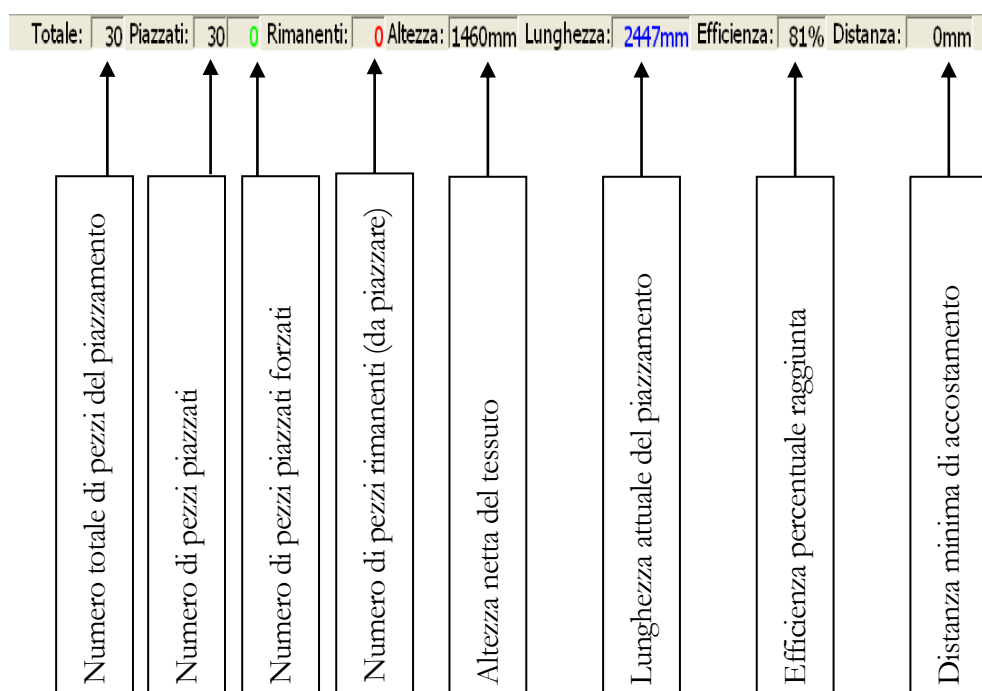 Totale: 30 Piazzati: 30 0 Rimanenti: 0 Altezza: 1460mm Lunghezza: 2447mm Efficienza: 81% Distanza: 0mm
Numero totale di pezzi del piazzamento
Numero di pezzi piazzati
Numero di pezzi piazzati forzati
Numero di pezzi rimanenti (da piazzare)
Altezza netta del tessuto
Lunghezza attuale del piazzamento
Efficienza percentuale raggiunta
Distanza minima di accostamento